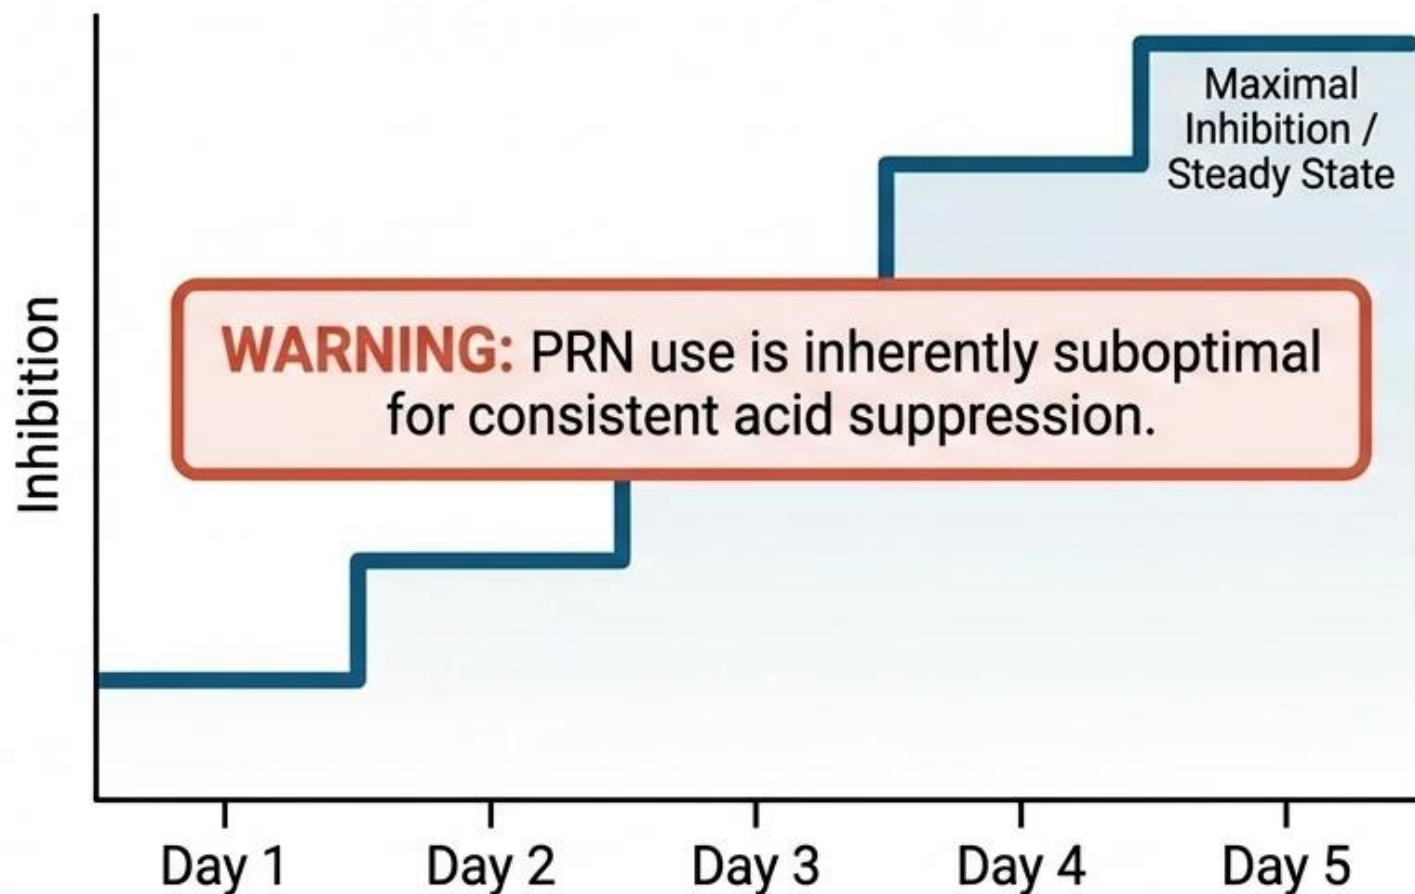 Maximal
Inhibition /
Steady State
WARNING: PRN use is inherently suboptimal
for consistent acid suppression.
Inhibition
Day 1
Day 2
Day 3
Day 4
Day 5